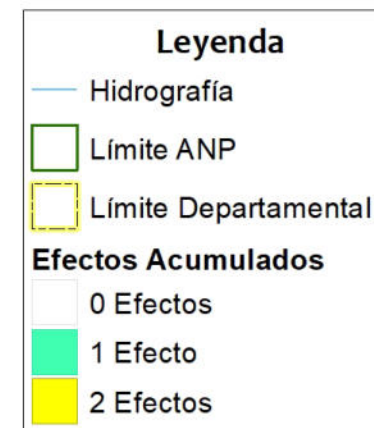 Leyenda
Hidrografía
Límite ANP
Límite Departamental
Efectos Acumulados
0 Efectos
1 Efecto
2 Efectos